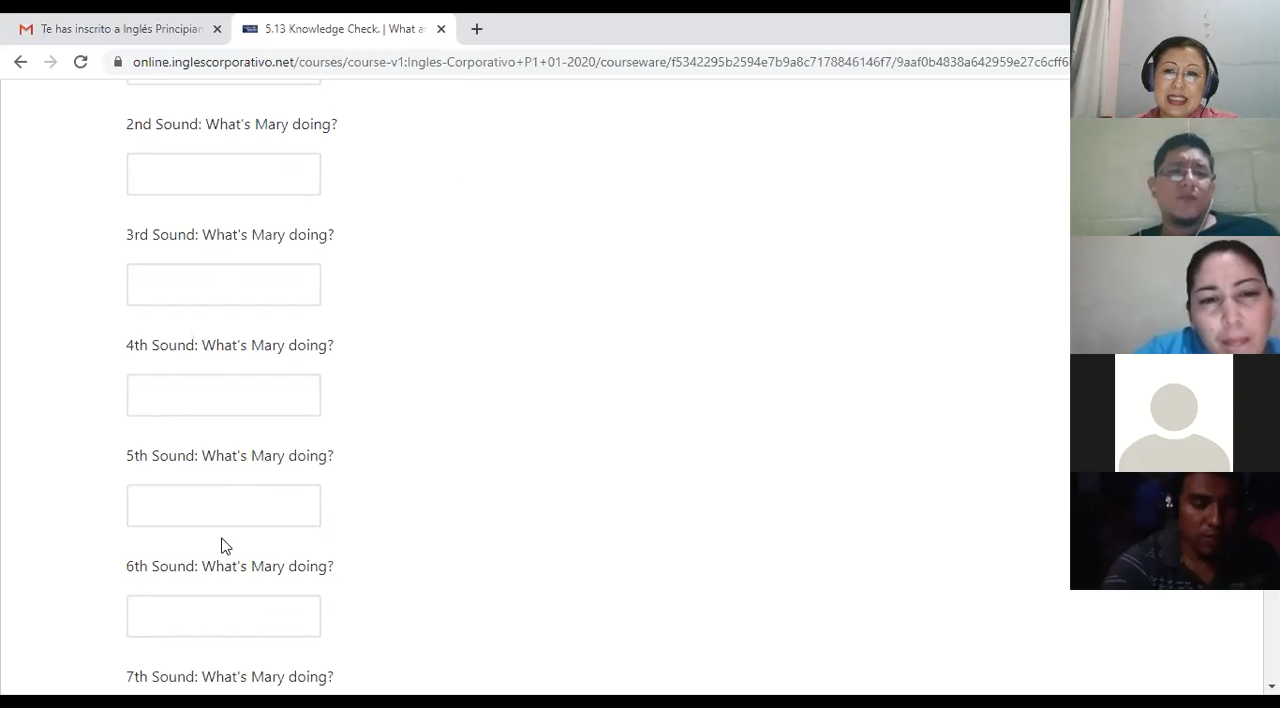 Te has inscrito a Inglés Principian
5.13 Knowledge Check. | What a
online.inglescorporativo.net/courses/course-v1:Ingles-Corporativo+P1+01-2020/courseware/f5342295b2594e7b9a8c7178846146f7/9aaf0b4838a642959e27c6cff6
2nd Sound: What's Mary doing?
3rd Sound: What's Mary doing?
4th Sound: What's Mary doing?
5th Sound: What's Mary doing?
6th Sound: What's Mary doing?
7th Sound: What's Mary doing?